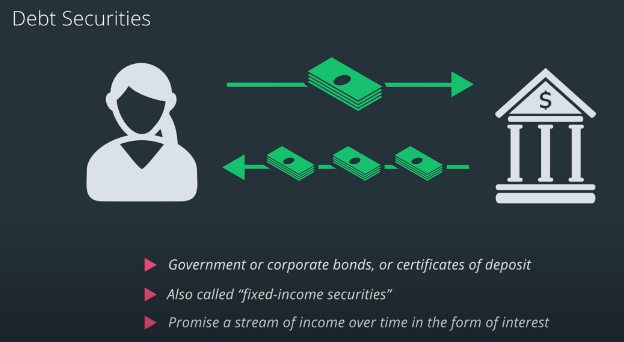 Debt Securities
$
Government or corporate bonds, or certificates of deposit
Also called “fixed-income securities”
Promise a stream of income over time in the form of interest